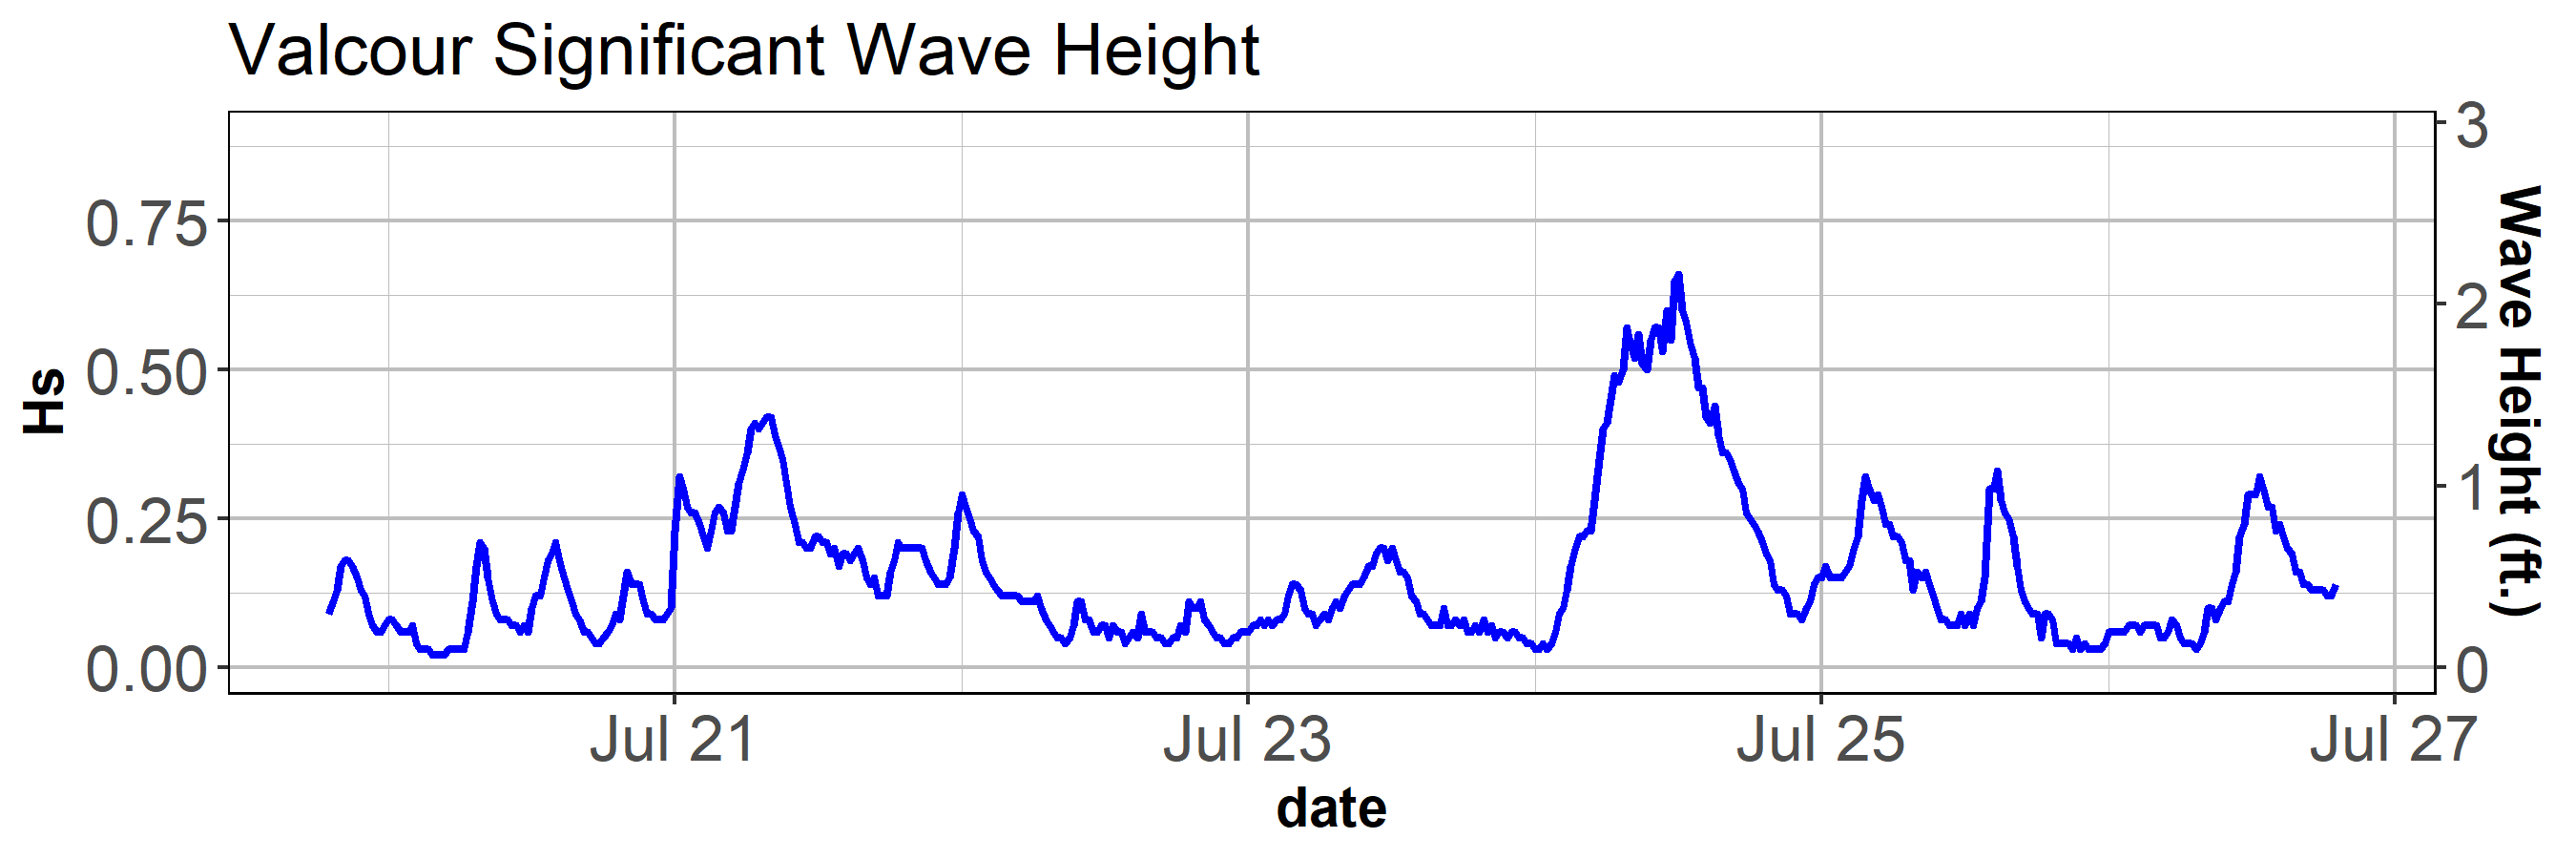 Valcour Significant Wave Height
Hs
0.75
0.50
0.25
0.00
3
2
1
0
Wave Height (ft.)
Jul 21
Jul 23
Jul 25
Jul 27
date